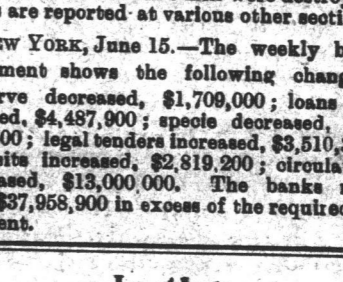 are reported at various other secti
EW YORK, June 15.—The weekly b
ment shows the following chang
rve decreased, $1,709,000; loans
ed, $4,487,900; specie decreased,
00; legal tenders increased, $3,510,
its increased, $2,819,200; circula
ased, $13,000,000. The banks
$37,958,900 in excess of the require
ent.